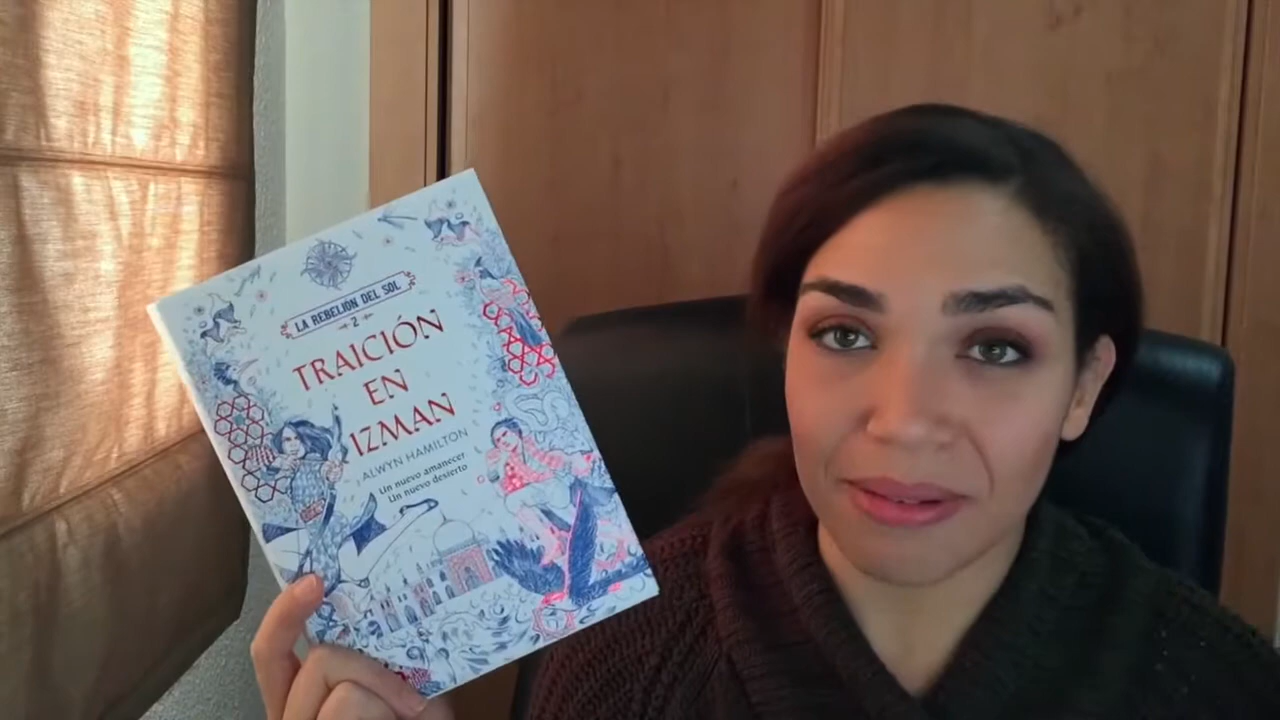 LA REBELIÓN DEL SOL
2
TRAICIÓN
EN
IZMAN
ALWYN HAMILTON
Un nuevo amanecer
Un nuevo desierto